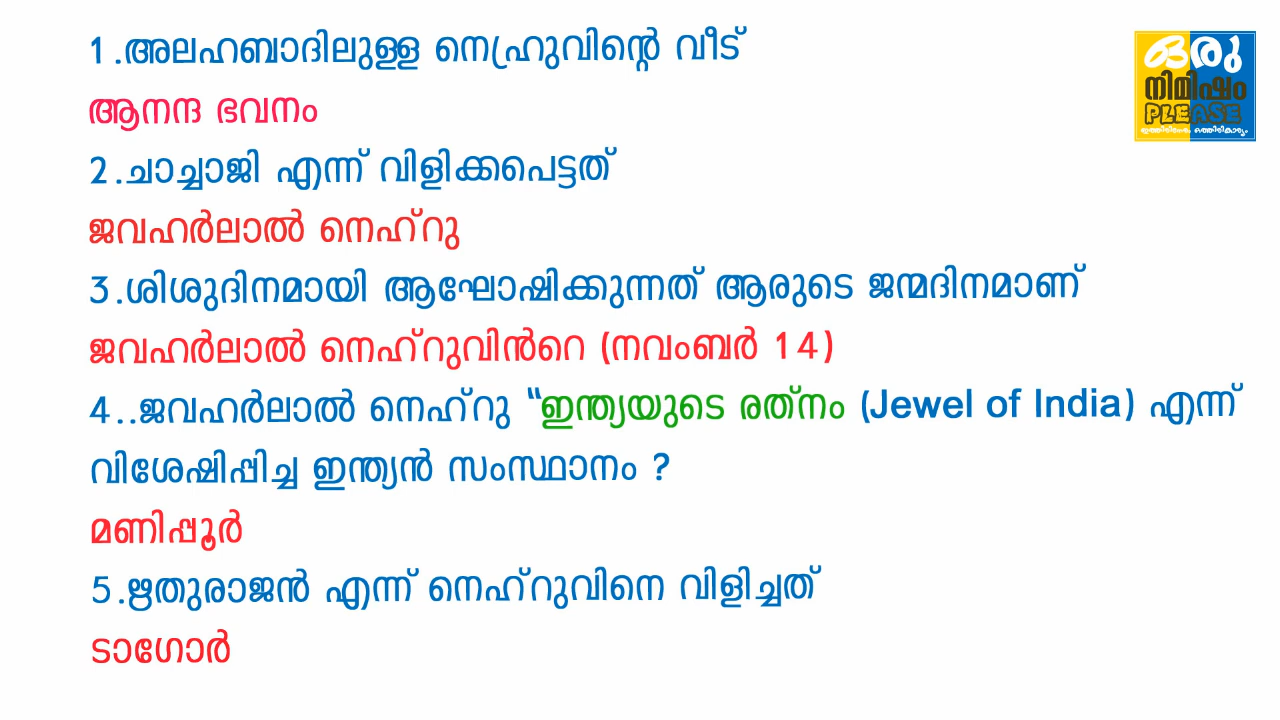 1.അലഹബാദിലുള്ള നെഹ്രുവിന്റെ വീട്
ആനന്ദ ഭവനം
2.ചാച്ചാജി എന്ന് വിളിക്കപെട്ടത്
ജവഹർലാൽ നെഹ്റു
3.ശിശുദിനമായി ആഘോഷിക്കുന്നത് ആരുടെ ജന്മദിനമാണ്
ജവഹർലാൽ നെഹ്റുവിൻറെ (നവംബർ 14)
4..ജവഹർലാൽ നെഹ്റു “ഇന്ത്യയുടെ രത്നം (Jewel of India) എന്ന്
വിശേഷിപ്പിച്ച ഇന്ത്യൻ സംസ്ഥാനം ?
മണിപ്പൂർ
5.ഋതുരാജൻ എന്ന് നെഹ്റുവിനെ വിളിച്ചത്
ടാഗോർ
ഒരു
നിമിഷം
PLEASE